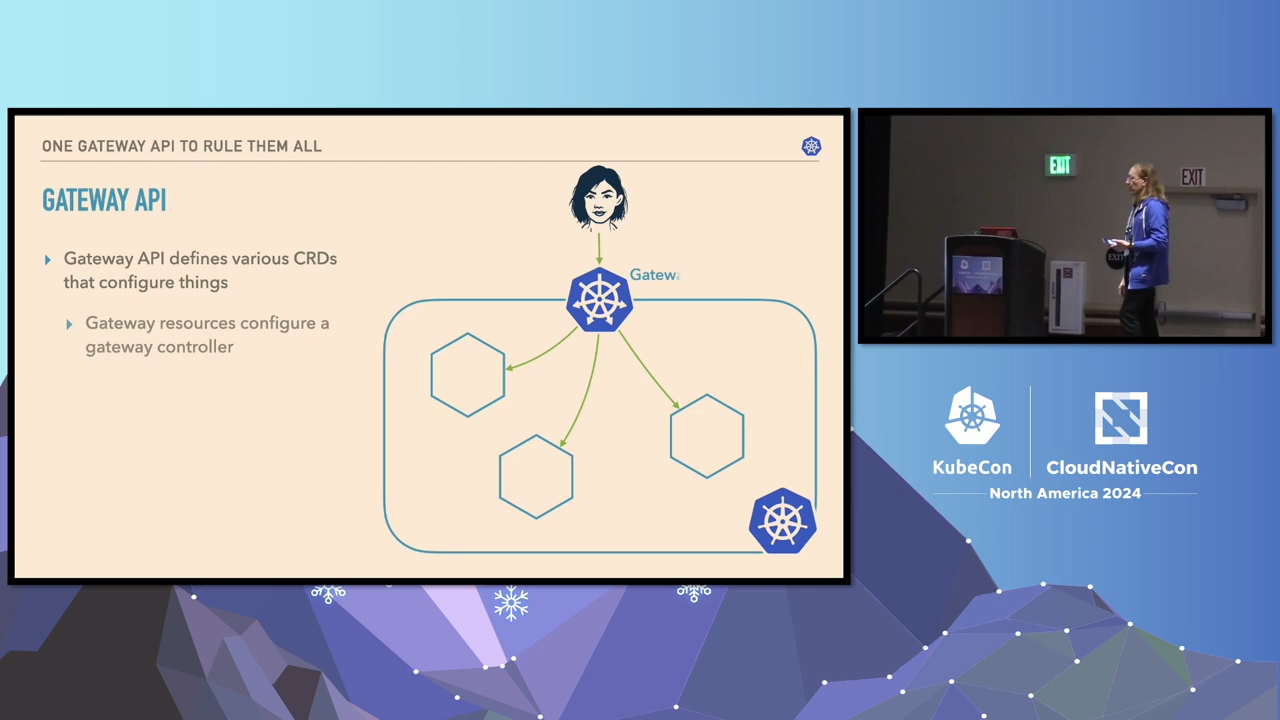 ONE GATEWAY API TO RULE THEM ALL
GATEWAY API
Gateway API defines various CRDs
that configure things
Gateway resources configure a
gateway controller
EXIT
EXIT
EXIT
KubeCon
CloudNativeCon
North America 2024